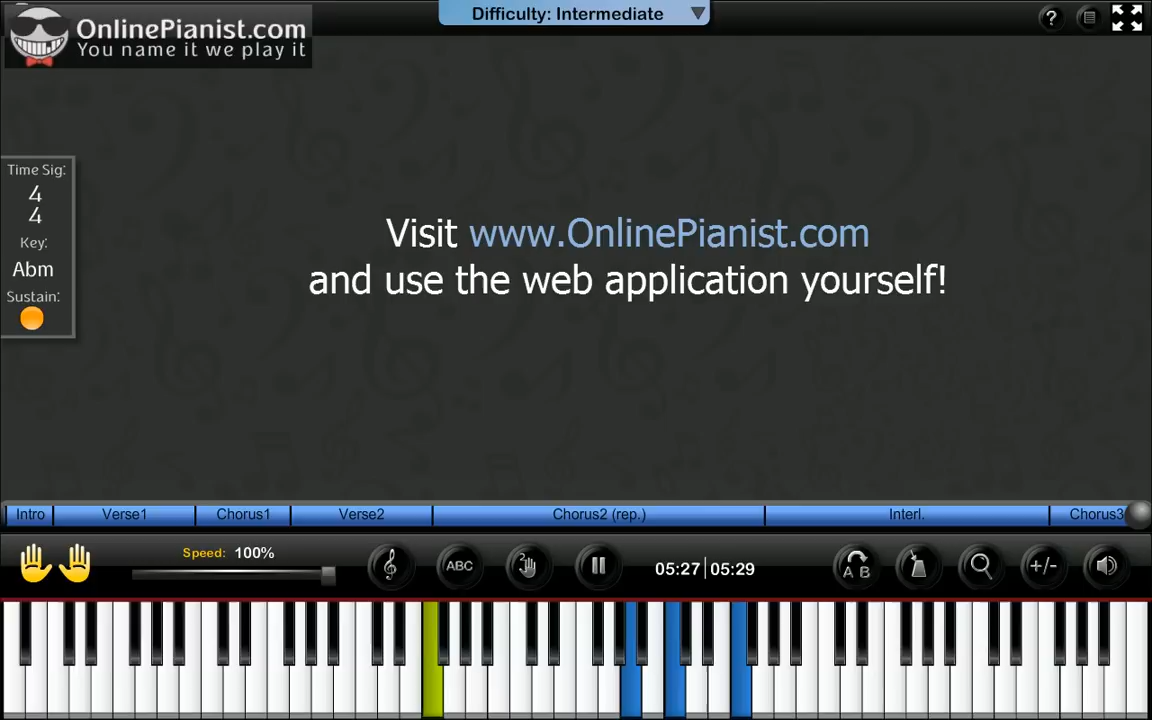 Difficulty: Intermediate
?
OnlinePianist.com
You name it we play it
Time Sig:
4
4
Key:
Abm
Sustain:
Visit www.OnlinePianist.com
and use the web application yourself!
Intro Verse1 Chorus1 Verse2 Chorus2 (rep.) Interl. Chorus3
Speed: 100%
ABC
2
05:27|05:29
A B
+/-